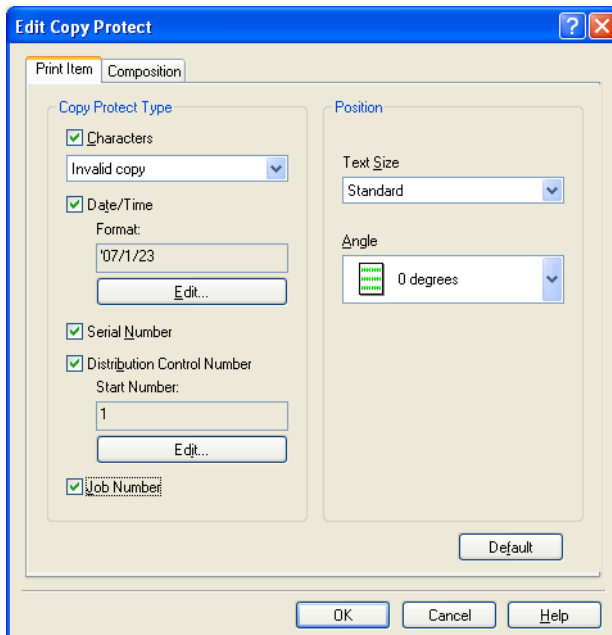 Edit Copy Protect
Print Item
Composition
Copy Protect Type
Characters
Invalid copy
Date/Time
Format:
'07/1/23
Edit...
Serial Number
Distribution Control Number
Start Number:
1
Edit...
Job Number
Position
Text Size
Standard
Angle
0 degrees
Default
OK
Cancel
Help